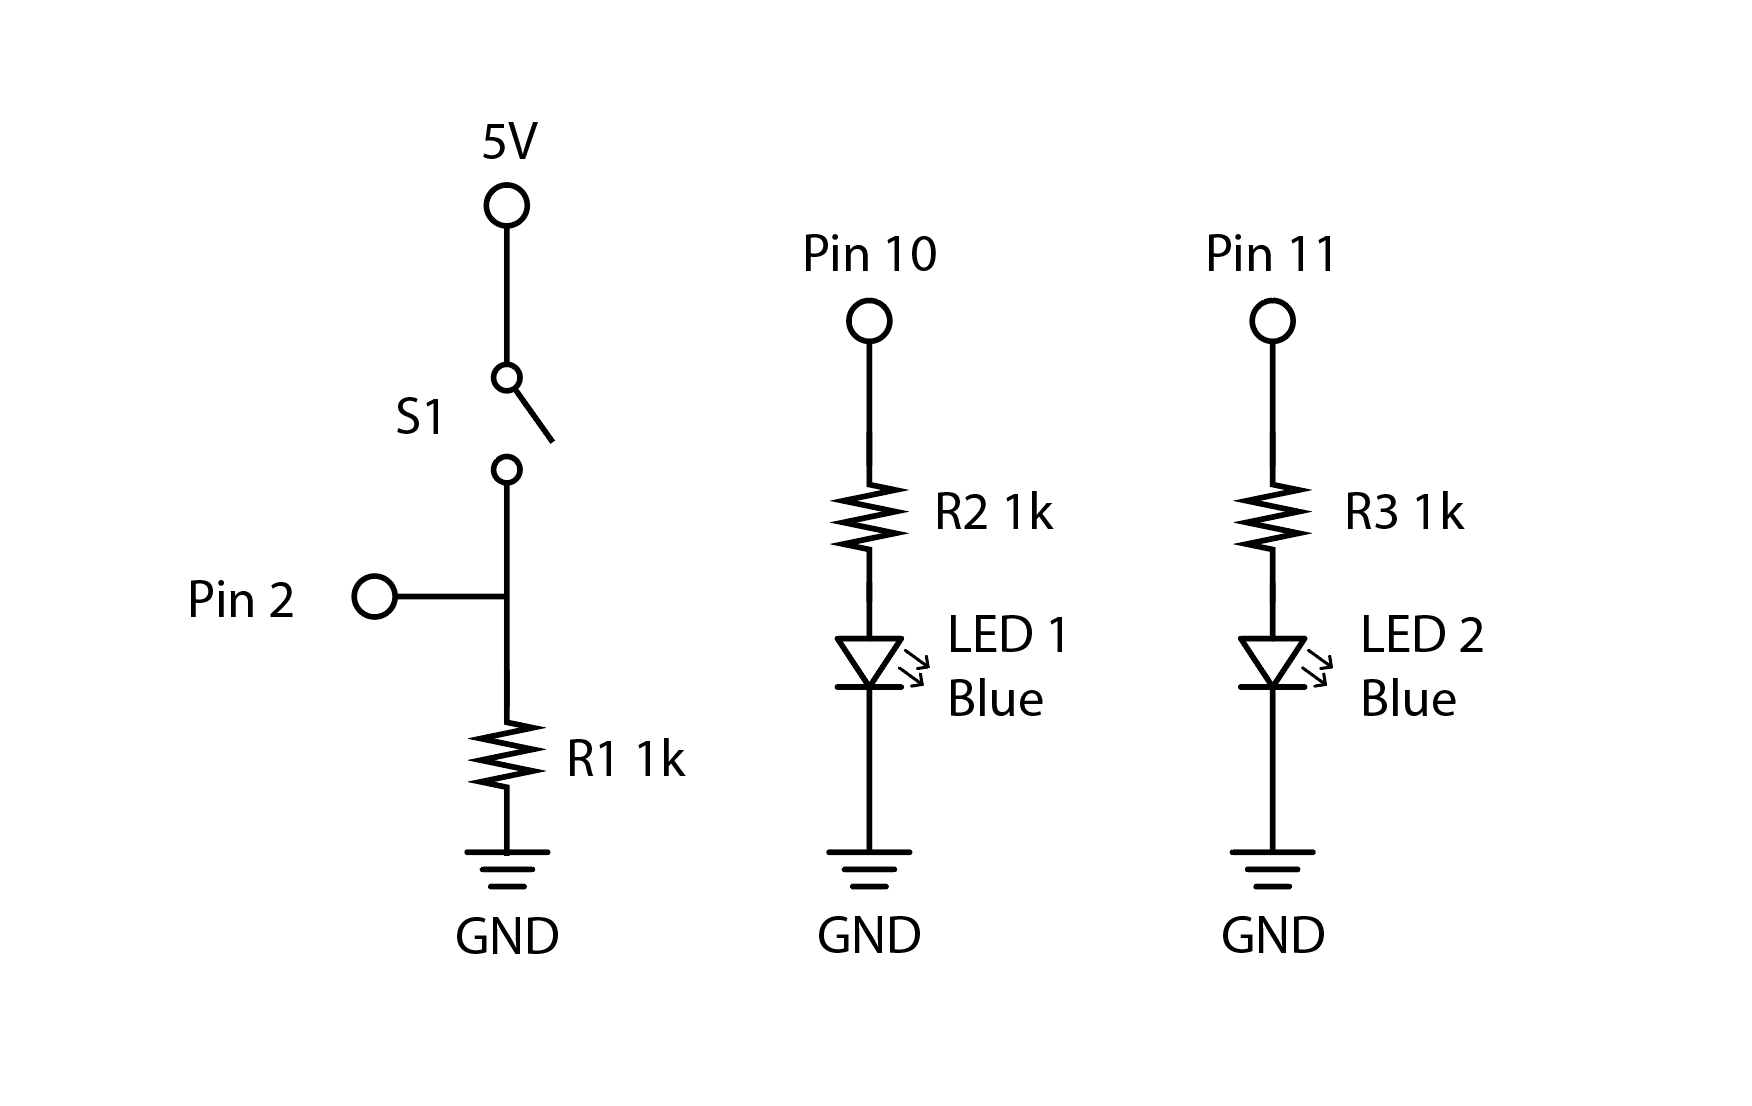 5V
S1
Pin 2
R1 1k
GND
Pin 10
R2 1k
LED 1
Blue
GND
Pin 11
R3 1k
LED 2
Blue
GND